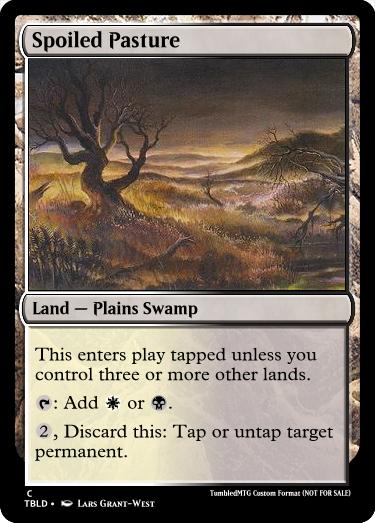 Spoiled Pasture
Land — Plains Swamp
This enters play tapped unless you
control three or more other lands.
: Add or .
2, Discard this: Tap or untap target
permanent.
C
TBLD • Lars Grant-West
TumbledMTG Custom Format (NOT FOR SALE)